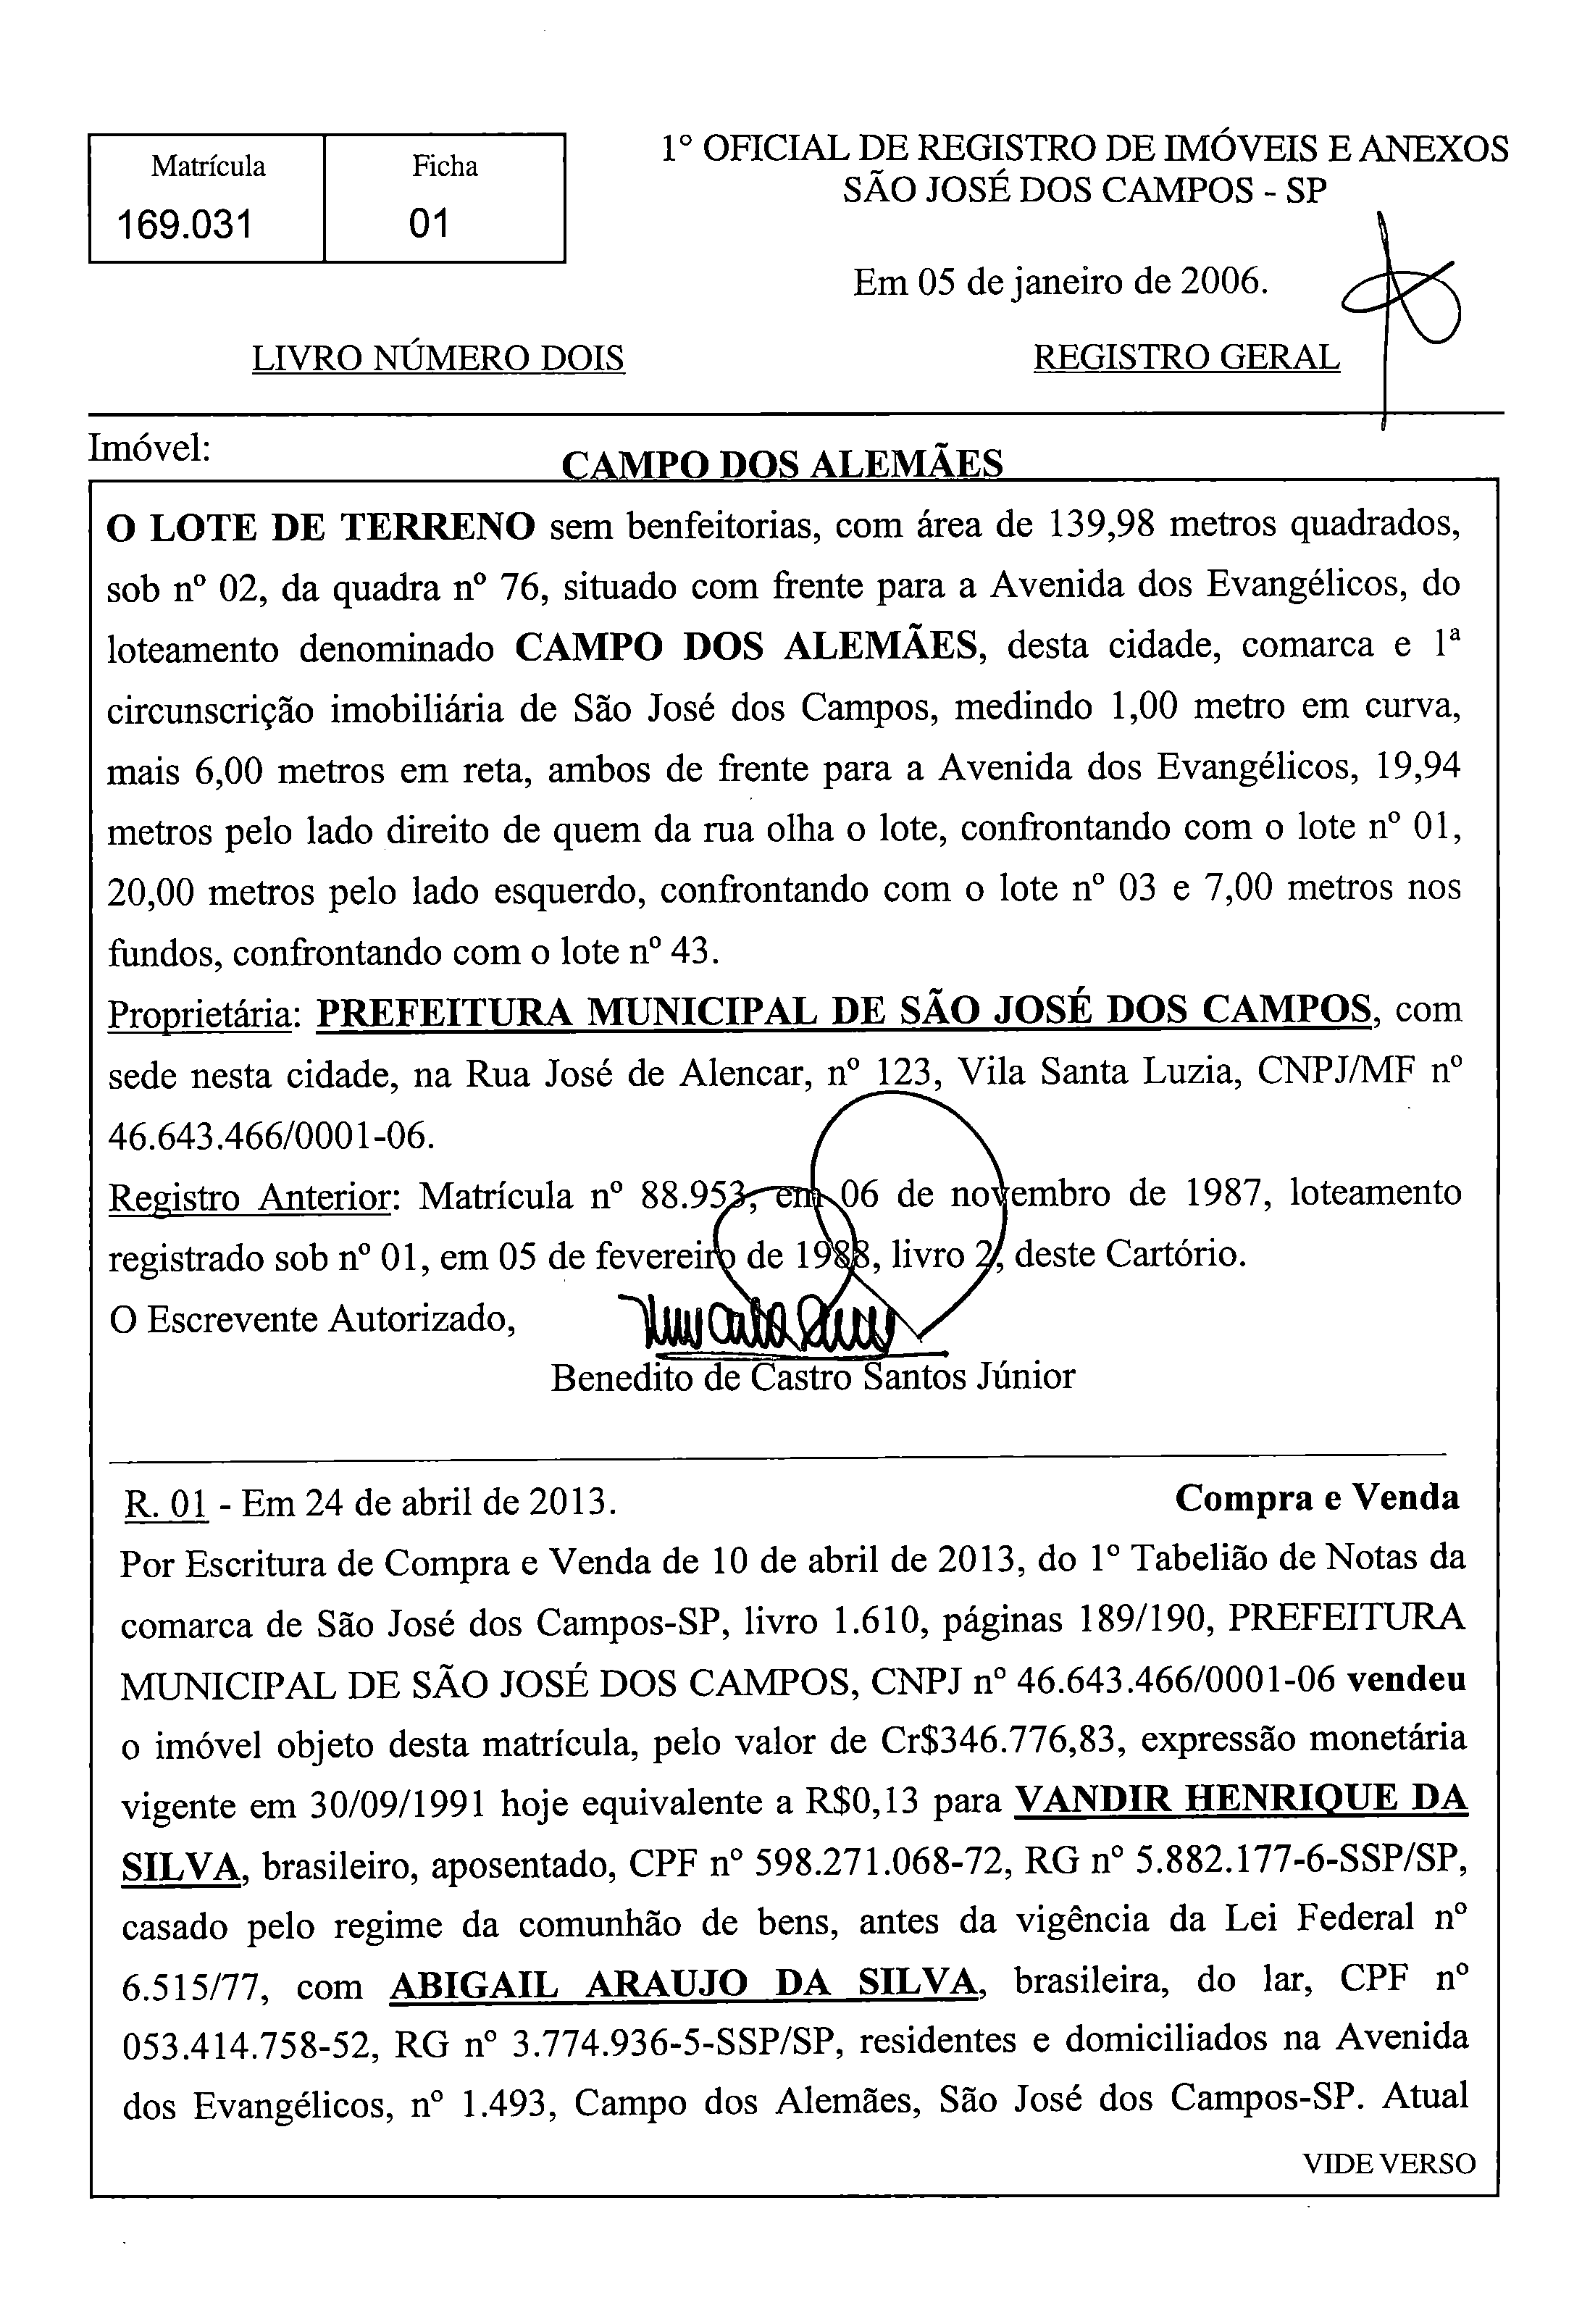 Matrícula
Ficha
169.031
01
1° OFICIAL DE REGISTRO DE IMÓVEIS E ANEXOS
SÃO JOSÉ DOS CAMPOS - SP
Em 05 de janeiro de 2006.
LIVRO NÚMERO DOIS
REGISTRO GERAL
Imóvel:
CAMPO DOS ALEMÃES
O LOTE DE TERRENO sem benfeitorias, com área de 139,98 metros quadrados,
sob nº 02, da quadra nº 76, situado com frente para a Avenida dos Evangélicos, do
loteamento denominado CAMPO DOS ALEMÃES, desta cidade, comarca e 1ª
circunscrição imobiliária de São José dos Campos, medindo 1,00 metro em curva,
mais 6,00 metros em reta, ambos de frente para a Avenida dos Evangélicos, 19,94
metros pelo lado direito de quem da rua olha o lote, confrontando com o lote nº 01,
20,00 metros pelo lado esquerdo, confrontando com o lote nº 03 e 7,00 metros nos
fundos, confrontando com o lote nº 43.
Proprietária: PREFEITURA MUNICIPAL DE SÃO JOSÉ DOS CAMPOS, com
sede nesta cidade, na Rua José de Alencar, nº 123, Vila Santa Luzia, CNPJ/MF nº
46.643.466/0001-06.
Registro Anterior: Matrícula nº 88.953, em 06 de novembro de 1987, loteamento
registrado sob nº 01, em 05 de fevereiro de 1988, livro 2, deste Cartório.
O Escrevente Autorizado,
Benedito de Castro Santos Júnior
R. 01 - Em 24 de abril de 2013.
Compra e Venda
Por Escritura de Compra e Venda de 10 de abril de 2013, do 1° Tabelião de Notas da
comarca de São José dos Campos-SP, livro 1.610, páginas 189/190, PREFEITURA
MUNICIPAL DE SÃO JOSÉ DOS CAMPOS, CNPJ nº 46.643.466/0001-06 vendeu
o imóvel objeto desta matrícula, pelo valor de Cr$346.776,83, expressão monetária
vigente em 30/09/1991 hoje equivalente a R$0,13 para VANDIR HENRIQUE DA
SILVA, brasileiro, aposentado, CPF nº 598.271.068-72, RG nº 5.882.177-6-SSP/SP,
casado pelo regime da comunhão de bens, antes da vigência da Lei Federal nº
6.515/77, com ABIGAIL ARAUJO DA SILVA, brasileira, do lar, CPF nº
053.414.758-52, RG nº 3.774.936-5-SSP/SP, residentes e domiciliados na Avenida
dos Evangélicos, nº 1.493, Campo dos Alemães, São José dos Campos-SP. Atual
VIDE VERSO